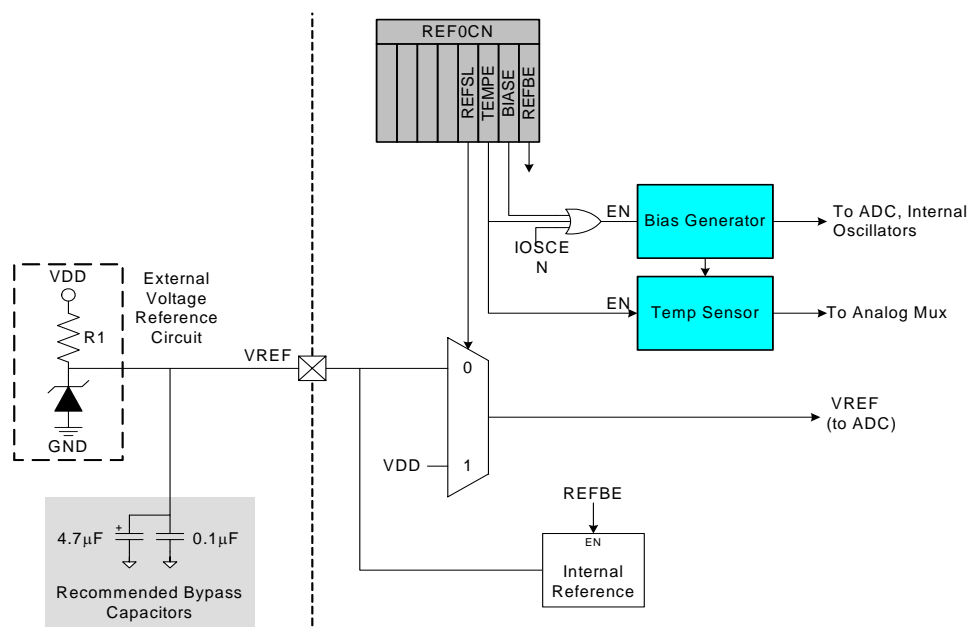 REF0CN
REFSL
TEMPE
BIASE
REFBE
EN
Bias Generator
To ADC, Internal
Oscillators
IOSCE
N
EN
Temp Sensor
To Analog Mux
VDD
R1
GND
External
Voltage
Reference
Circuit
VREF
0
VREF
(to ADC)
VDD
1
REFBE
EN
Internal
Reference
4.7μF
+
0.1μF
Recommended Bypass
Capacitors